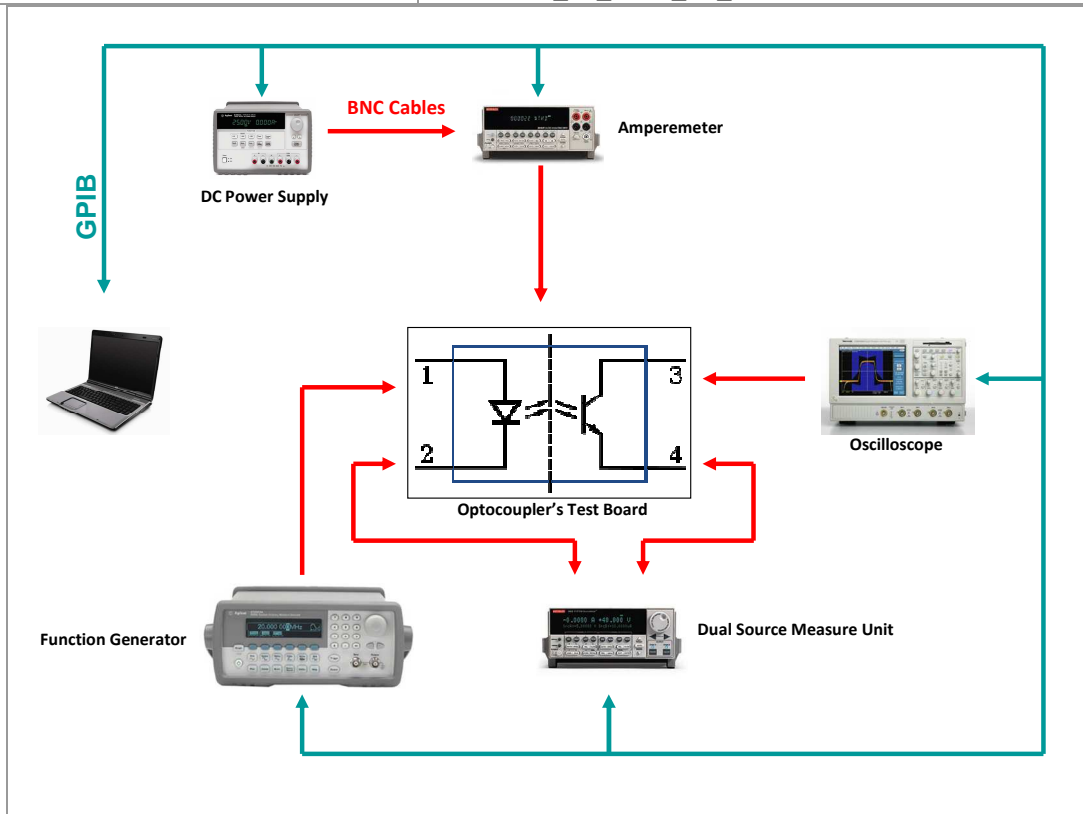 BNC Cables
Amperemeter
DC Power Supply
GPIB
1
3
2
4
Oscilloscope
Optocoupler's Test Board
Function Generator
Dual Source Measure Unit